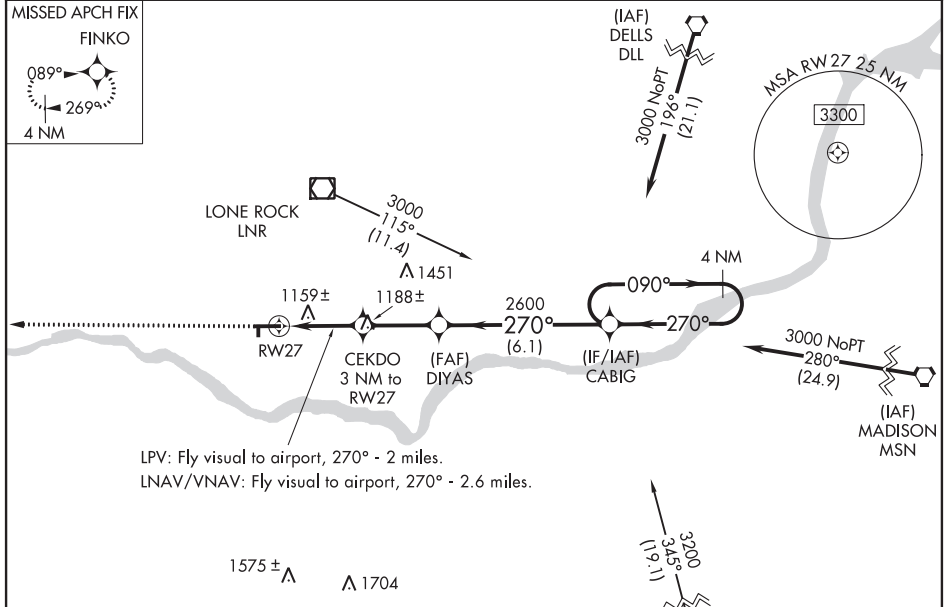 MISSED APCH FIX
FINKO
089°
269°
4 NM
(IAF)
DELLS
DLL
3000 NoPT
196°
(21.1)
MSA RW 27 25 NM
3300
LONE ROCK
LNR
3000
115°
(11.4)
1451
1159 ±
1188 ±
RW27
CEKDO
3 NM to
RW27
(FAF)
DIYAS
2600
270°
(6.1)
(IF/IAF)
CABIG
090°
4 NM
270°
3000 NoPT
280°
(24.9)
(IAF)
MADISON
MSN
LPV: Fly visual to airport, 270° - 2 miles.
LNAV/VNAV: Fly visual to airport, 270° - 2.6 miles.
1575 ±
1704
3200
345°
(19.1)